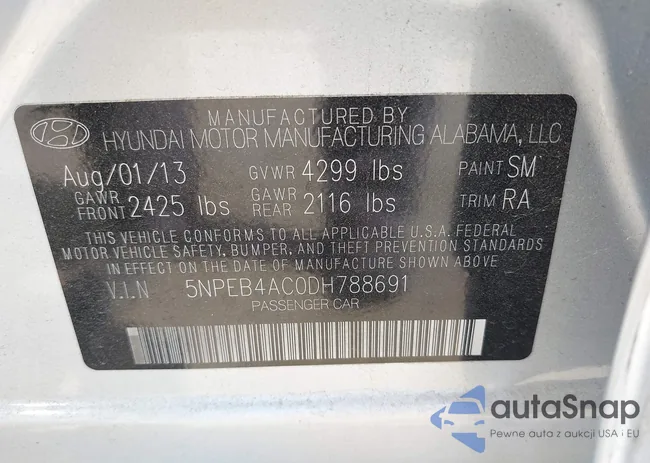 MANUFACTURED BY
HYUNDAI MOTOR MANUFACTURING ALABAMA, LLC
Aug/01/13 GVWR 4299 lbs PAINT SM
GAWR FRONT 2425 lbs GAWR REAR 2116 lbs TRIM RA
THIS VEHICLE CONFORMS TO ALL APPLICABLE U.S.A. FEDERAL
MOTOR VEHICLE SAFETY, BUMPER, AND THEFT PREVENTION STANDARDS
IN EFFECT ON THE DATE OF MANUFACTURE SHOWN ABOVE.
V.I.N 5NPEB4AC0DH788691
PASSENGER CAR
autaSnap
Pewne auta z aukcji USA i EU